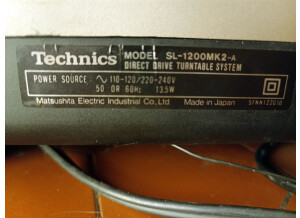 Technics MODEL SL-1200MK2-A
DIRECT DRIVE TURNTABLE SYSTEM
POWER SOURCE : ∿ 110-120/220-240V
50 OR 60Hz 13.5W
Matsushita Electric Industrial Co., Ltd. Made in Japan